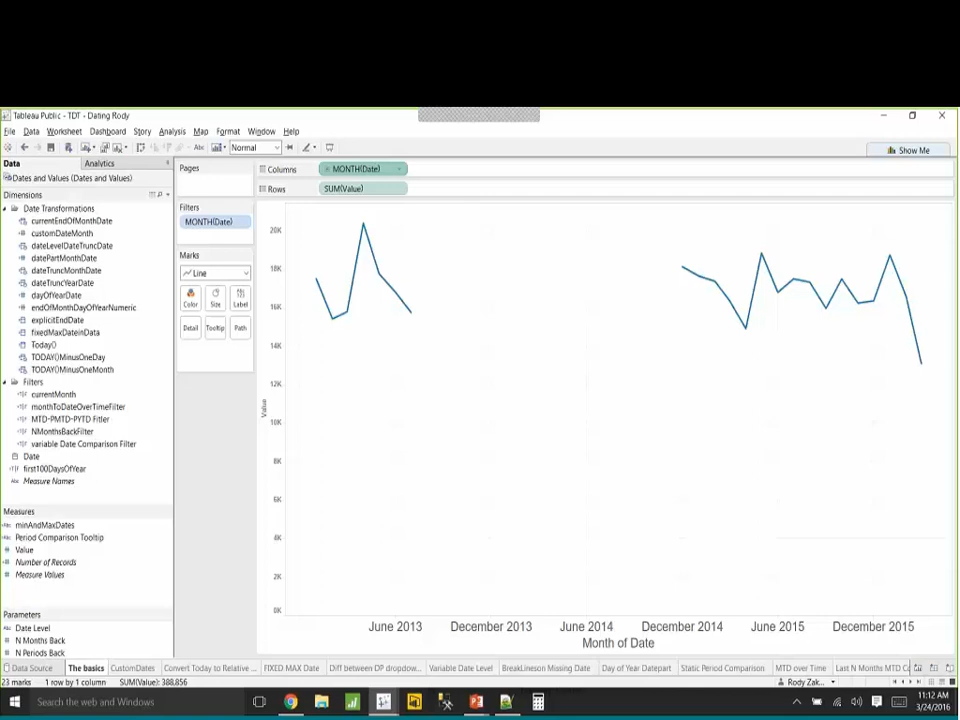 Tableau Public - TDT - Dating Rody
File Data Worksheet Dashboard Story Analysis Map Format Window Help
Abc Normal Show Me
Data Analytics
Dates and Values (Dates and Values)
Dimensions
Date Transformations
currentEndOfMonthDate
customDateMonth
dateLevelDateTruncDate
datePartMonthDate
dateTruncMonthDate
dateTruncYearDate
dayOfYearDate
endOfMonthDayOfYearNumeric
explicitEndDate
fixedMaxDateinData
Today()
TODAY()MinusOneDay
TODAY()MinusOneMonth
Filters
currentMonth
monthToDateOverTimeFilter
MTD-PMTD-PYTD Fitler
NMonthsBackFilter
variable Date Comparison Filter
Date
first100DaysOfYear
Measure Names
Measures
minAndMaxDates
Period Comparison Tooltip
Value
Number of Records
Measure Values
Parameters
Date Level
N Months Back
N Periods Back
Pages
Filters
MONTH(Date)
Marks
Line
Color Size Label
Detail Tooltip Path
Columns MONTH(Date)
Rows SUM(Value)
20K
18K
16K
14K
12K
10K
8K
6K
4K
2K
0K
Value
June 2013 December 2013 June 2014 December 2014 June 2015 December 2015
Month of Date
Data Source The basics CustomDates Convert Today to Relative ... FIXED MAX Date Diff between DP dropdow... Variable Date Level BreakLineson Missing Date Day of Year Datepart Static Period Comparison MTD over Time Last N Months MTD
23 marks 1 row by 1 column SUM(Value): 388,856 Rody Zak...
Search the web and Windows
11:12 AM
3/24/2016